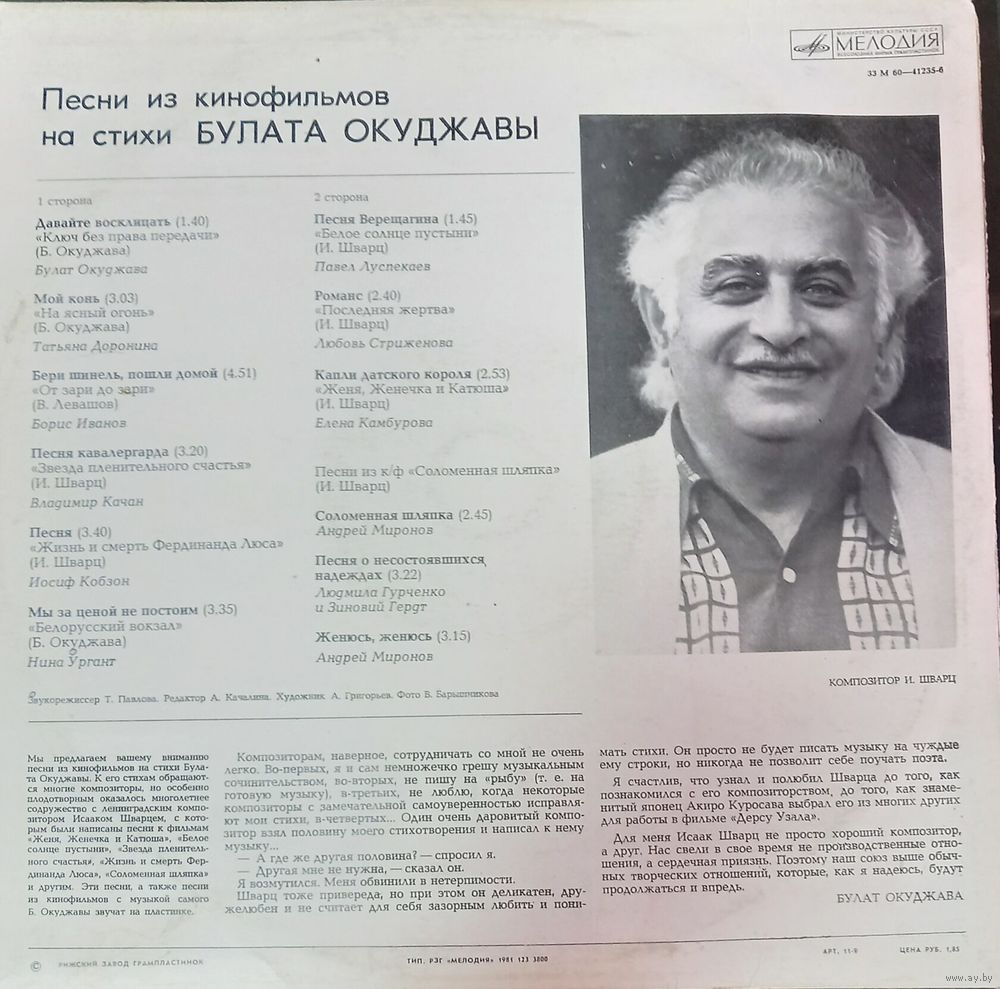 МИНИСТЕРСТВО КУЛЬТУРЫ СССР
МЕЛОДИЯ
ВСЕСОЮЗНАЯ ФИРМА ГРАМПЛАСТИНОК
33 М 60—41235-6
Песни из кинофильмов
на стихи БУЛАТА ОКУДЖАВЫ
1 сторона
Давайте восклицать (1.40)
«Ключ без права передачи»
(Б. Окуджава)
Булат Окуджава
Мой конь (3.03)
«На ясный огонь»
(Б. Окуджава)
Татьяна Доронина
Бери шинель, пошли домой (4.51)
«От зари до зари»
(В. Левашов)
Борис Иванов
Песня кавалергарда (3.20)
«Звезда пленительного счастья»
(И. Шварц)
Владимир Качан
Песня (3.40)
«Жизнь и смерть Фердинанда Люса»
(И. Шварц)
Иосиф Кобзон
Мы за ценой не постоим (3.35)
«Белорусский вокзал»
(Б. Окуджава)
Нина Ургант
2 сторона
Песня Верещагина (1.45)
«Белое солнце пустыни»
(И. Шварц)
Павел Луспекаев
Романс (2.40)
«Последняя жертва»
(И. Шварц)
Любовь Стриженова
Капли датского короля (2.53)
«Женя, Женечка и Катюша»
(И. Шварц)
Елена Камбурова
Песни из к/ф «Соломенная шляпка»
(И. Шварц)
Соломенная шляпка (2.45)
Андрей Миронов
Песня о несостоявшихся
надеждах (3.22)
Людмила Гурченко
и Зиновий Гердт
Женюсь, женюсь (3.15)
Андрей Миронов
Звукорежиссер Т. Павлова. Редактор А. Качалина. Художник А. Григорьев. Фото В. Барышникова
КОМПОЗИТОР И. ШВАРЦ
Мы предлагаем вашему вниманию
песни из кинофильмов на стихи Була-
та Окуджавы. К его стихам обращают-
ся многие композиторы, но особенно
плодотворным оказалось многолетнее
содружество с ленинградским компо-
зитором Исааком Шварцем, с кото-
рым были написаны песни к фильмам
«Женя, Женечка и Катюша», «Белое
солнце пустыни», «Звезда пленитель-
ного счастья», «Жизнь и смерть Фер-
динанда Люса», «Соломенная шляпка»
и другим. Эти песни, а также песни
из кинофильмов с музыкой самого
Б. Окуджавы звучат на пластинке.
Композиторам, наверное, сотрудничать со мной не очень
легко. Во-первых, я и сам немножечко грешу музыкальным
сочинительством, во-вторых, не пишу на «рыбу» (т. е. на
готовую музыку), в-третьих, не люблю, когда некоторые
композиторы с замечательной самоуверенностью исправля-
ют мои стихи, в-четвертых... Один очень даровитый компо-
зитор взял половину моего стихотворения и написал к нему
музыку...
— А где же другая половина? — спросил я.
— Другая мне не нужна, — сказал он.
Я возмутился. Меня обвинили в нетерпимости.
Шварц тоже привереда, но при этом он деликатен, дру-
желюбен и не считает для себя зазорным любить и пони-
мать стихи. Он просто не будет писать музыку на чуждые
ему строки, но никогда не позволит себе поучать поэта.
Я счастлив, что узнал и полюбил Шварца до того, как
познакомился с его композиторством, до того, как знаме-
нитый японец Акиро Куросава выбрал его из многих других
для работы в фильме «Дерсу Узала».
Для меня Исаак Шварц не просто хороший композитор,
а друг. Нас свели в свое время не производственные отно-
шения, а сердечная приязнь. Поэтому наш союз выше обыч-
ных творческих отношений, которые, как я надеюсь, будут
продолжаться и впредь.
БУЛАТ ОКУДЖАВА
© РИЖСКИЙ ЗАВОД ГРАМПЛАСТИНОК
ТИП. РЗГ «МЕЛОДИЯ» 1981 123 3800
АРТ. 11-9
ЦЕНА РУБ. 1,85
www.ay.by